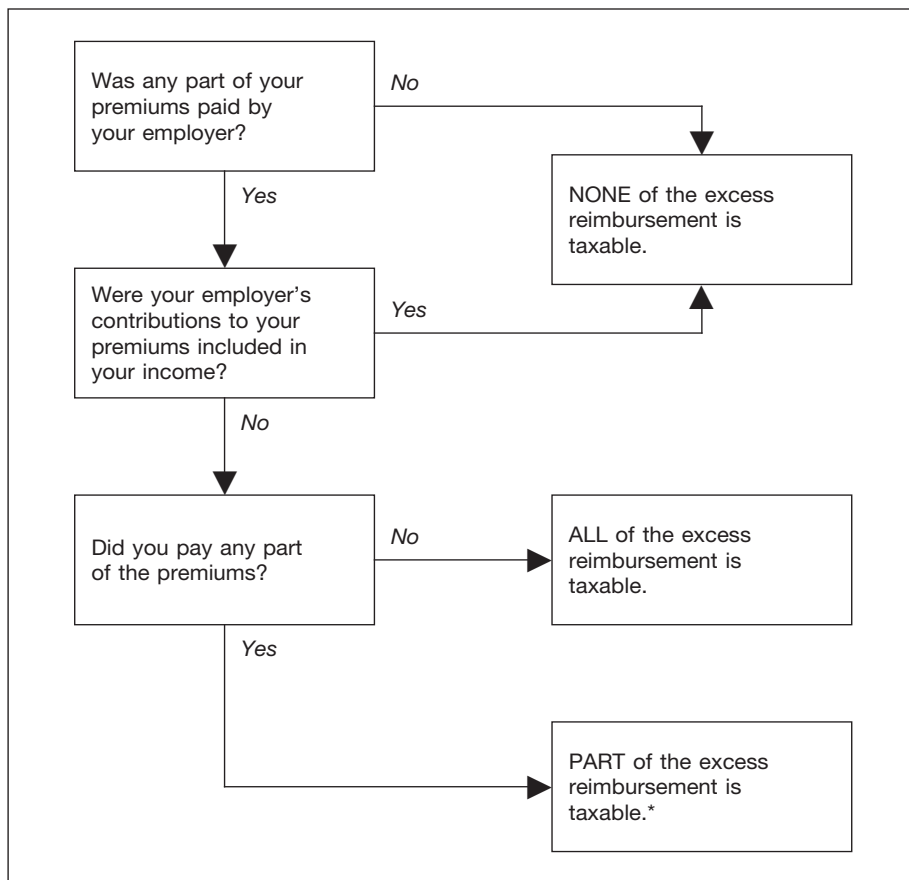 Was any part of your
premiums paid by
your employer?
No
Yes
NONE of the excess
reimbursement is
taxable.
Were your employer’s
contributions to your
premiums included in
your income?
Yes
No
Did you pay any part
of the premiums?
No
ALL of the excess
reimbursement is
taxable.
Yes
PART of the excess
reimbursement is
taxable.*